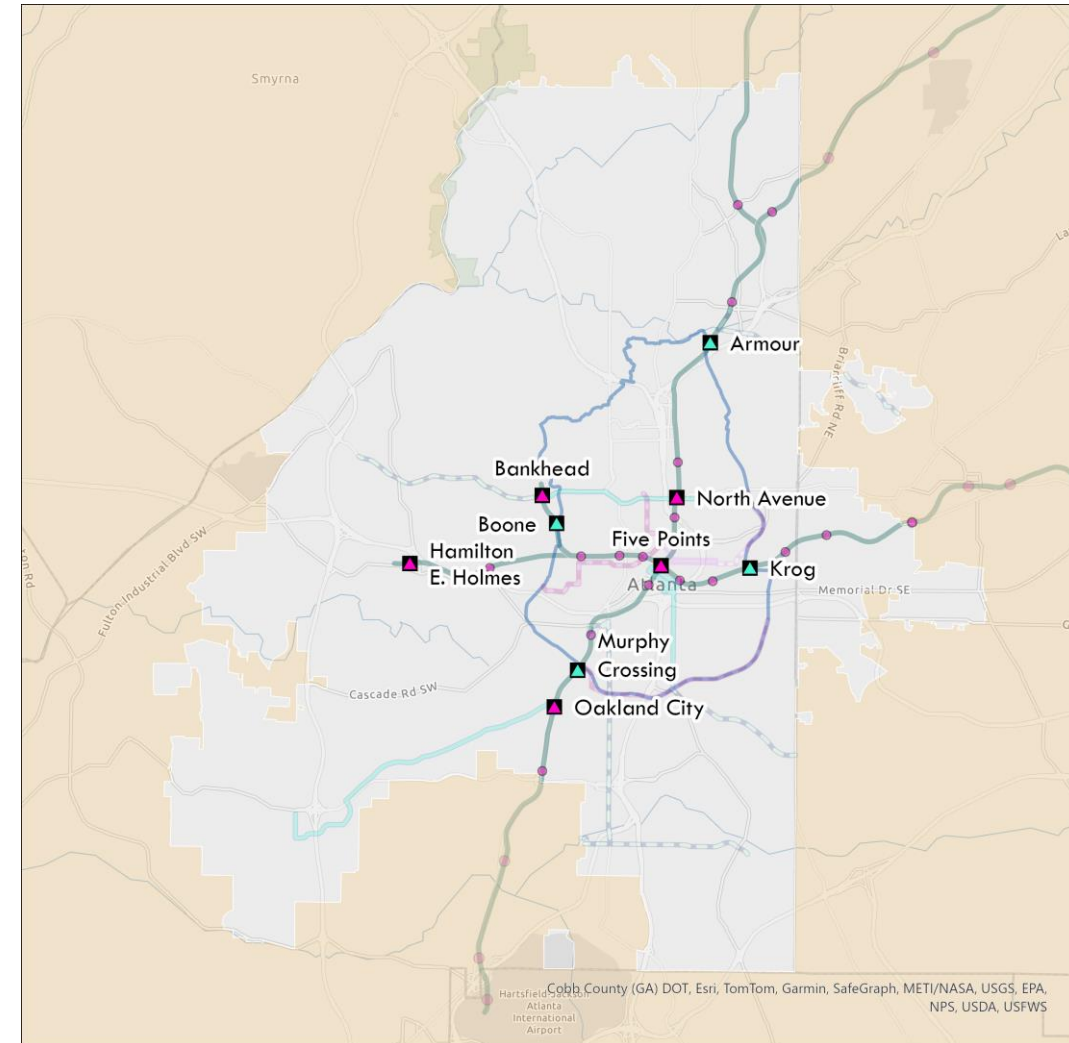 Smyrna
Armour
Briarcliff Rd NE
Bankhead
North Avenue
Boone
Five Points
Hamilton
E. Holmes
Krog
Atlanta
Memorial Dr SE
Fulton Industrial Blvd SW
Murphy
Crossing
Cascade Rd SW
Oakland City
Cobb County (GA) DOT, Esri, TomTom, Garmin, SafeGraph, METI/NASA, USGS, EPA,
NPS, USDA, USFWS
Hartsfield-Jackson
Atlanta
International
Airport